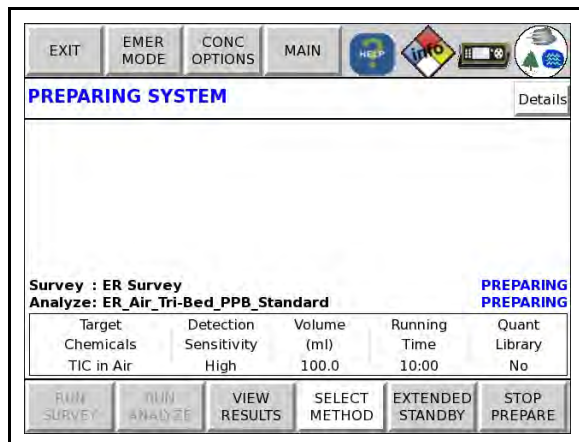 EXIT
EMER
MODE
CONC
OPTIONS
MAIN
HELP
info
PREPARING SYSTEM
Details
Survey : ER Survey PREPARING
Analyze: ER_Air_Tri-Bed_PPB_Standard PREPARING
Target Detection Volume Running Quant
Chemicals Sensitivity (ml) Time Library
TIC in Air High 100.0 10:00 No
RUN
SURVEY
RUN
ANALYZE
VIEW
RESULTS
SELECT
METHOD
EXTENDED
STANDBY
STOP
PREPARE